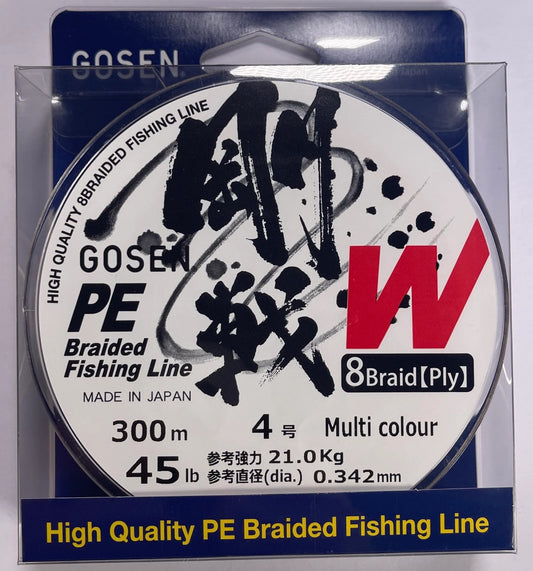 GOSEN
Japan
HIGH QUALITY 8BRAIDED FISHING LINE
剛戦
GOSEN
W
PE
Braided
Fishing Line
8Braid【Ply】
MADE IN JAPAN
300m 4号 Multi colour
45lb 参考強力 21.0Kg
参考直径(dia.) 0.342mm
High Quality PE Braided Fishing Line